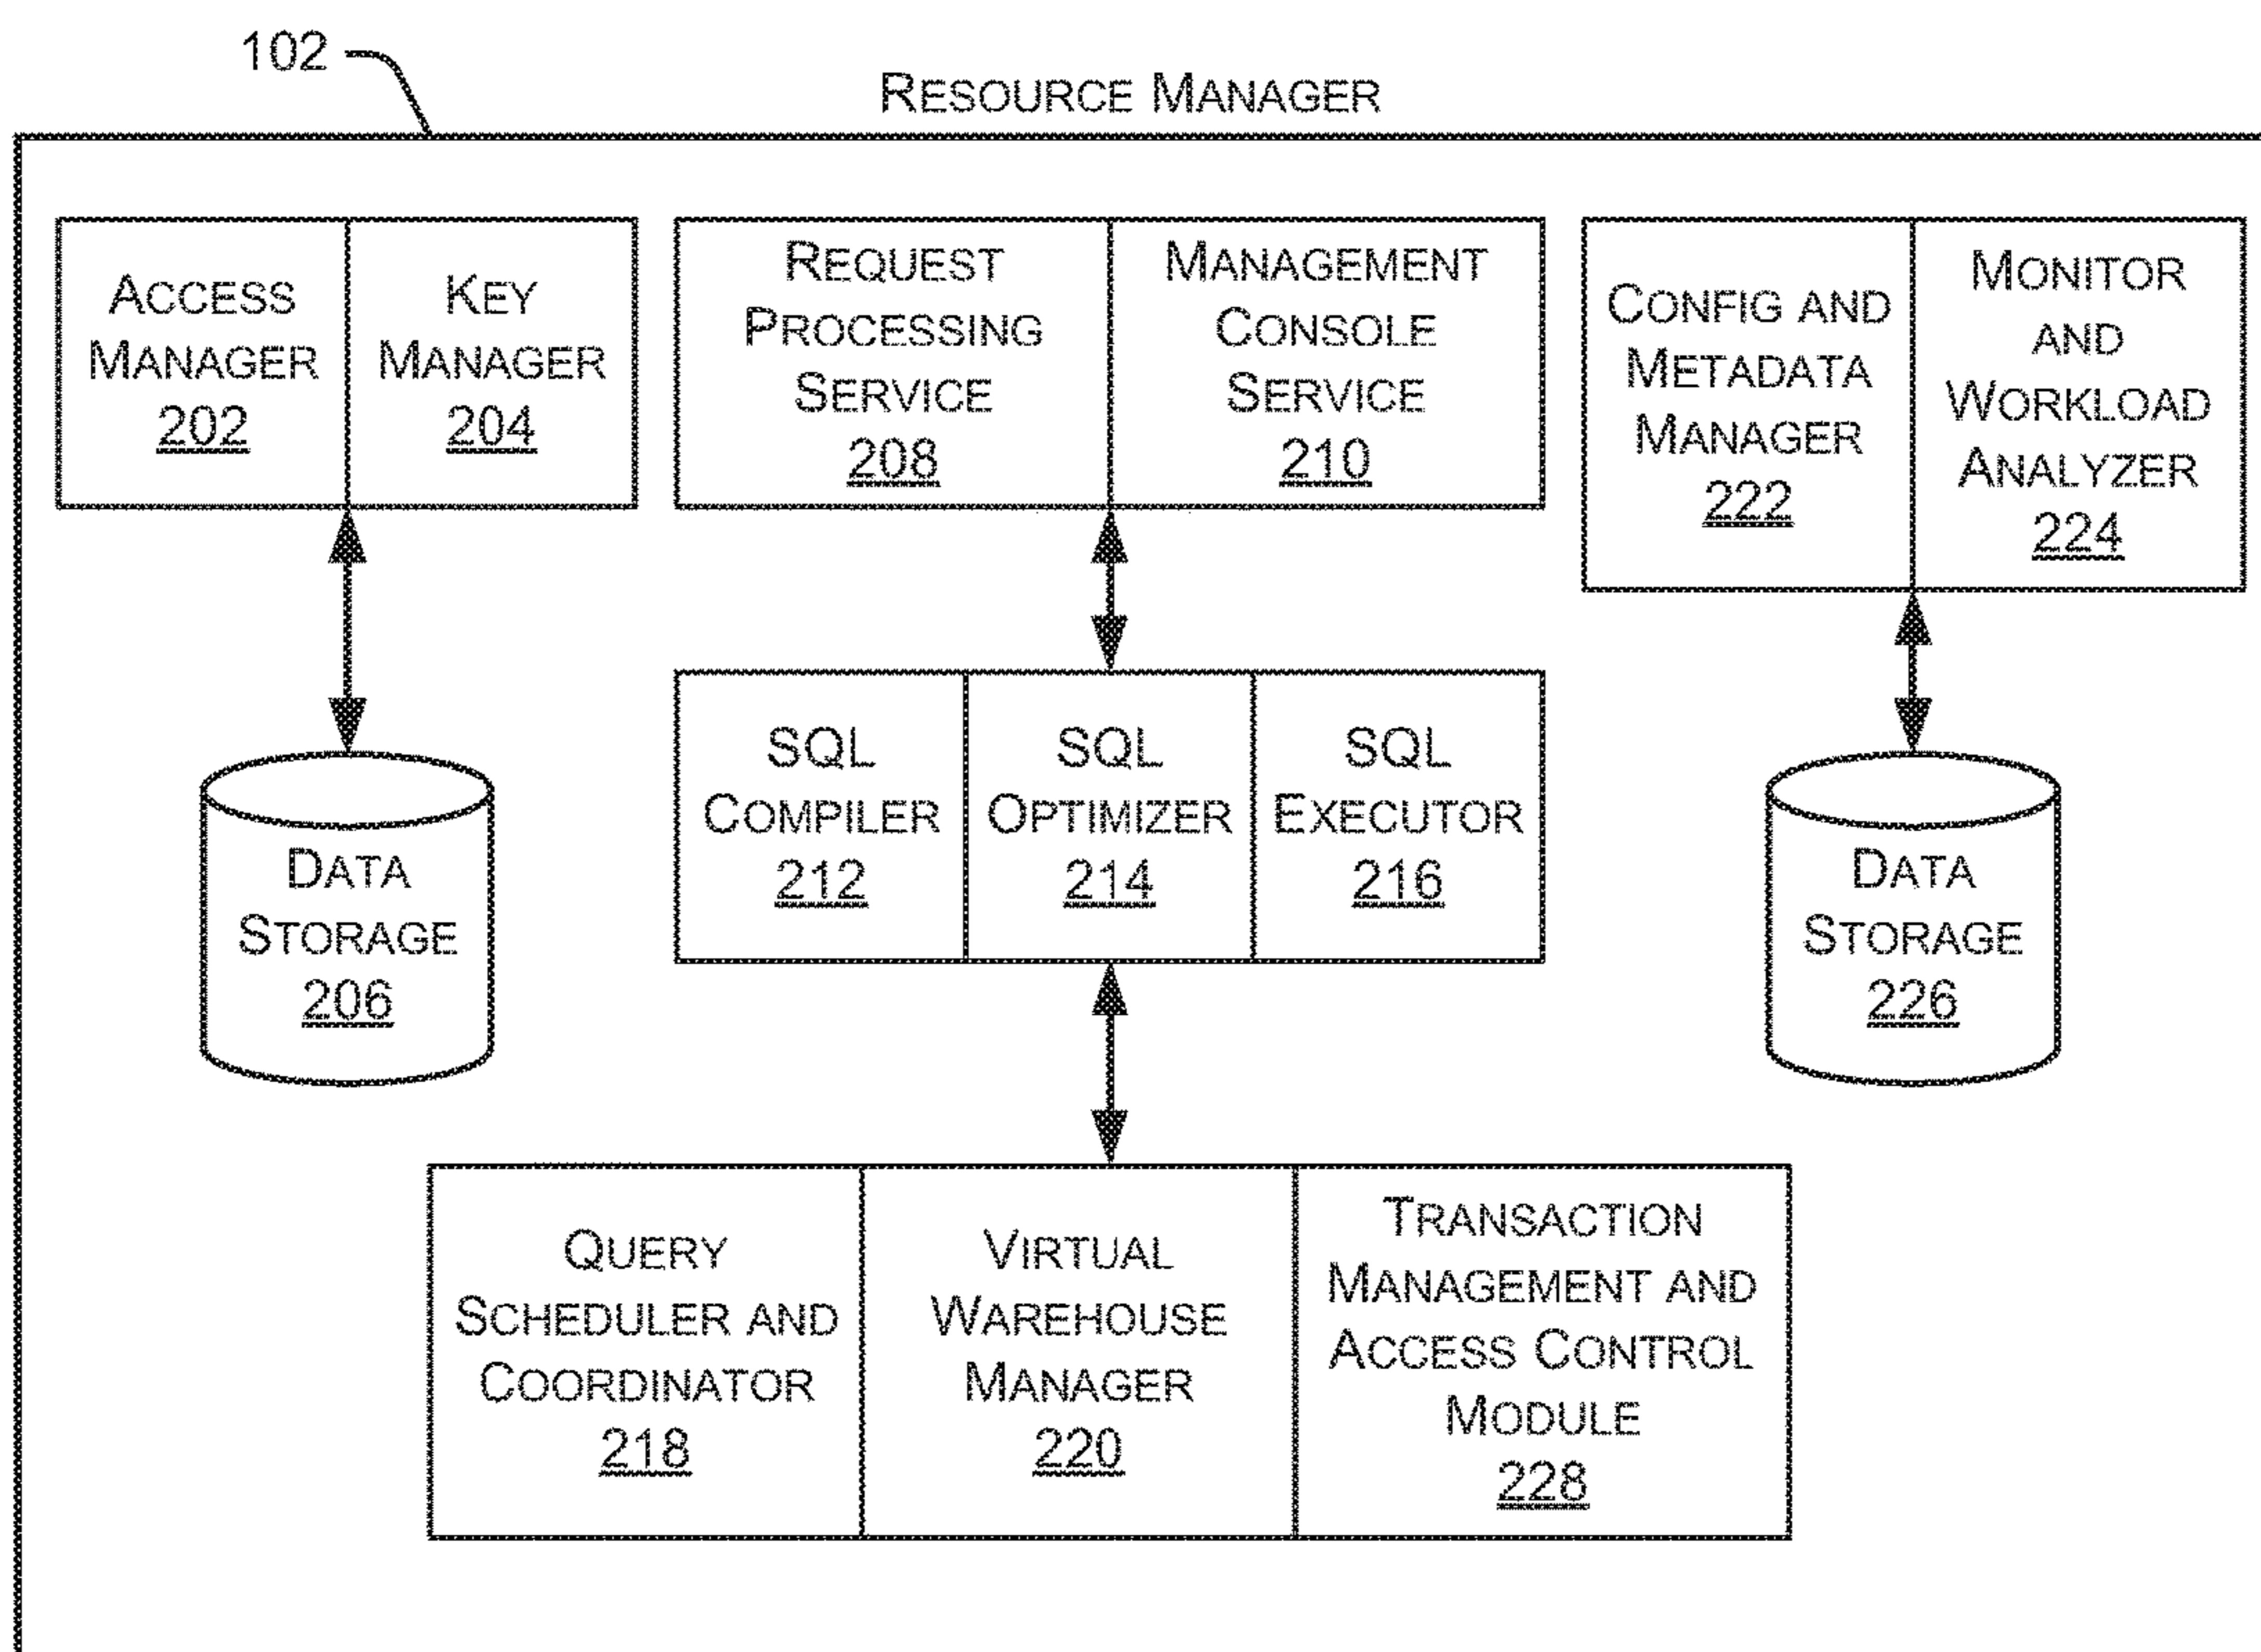 102
RESOURCE MANAGER
ACCESS
MANAGER
202
KEY
MANAGER
204
REQUEST
PROCESSING
SERVICE
208
MANAGEMENT
CONSOLE
SERVICE
210
CONFIG AND
METADATA
MANAGER
222
MONITOR
AND
WORKLOAD
ANALYZER
224
DATA
STORAGE
206
SQL
COMPILER
212
SQL
OPTIMIZER
214
SQL
EXECUTOR
216
DATA
STORAGE
226
QUERY
SCHEDULER AND
COORDINATOR
218
VIRTUAL
WAREHOUSE
MANAGER
220
TRANSACTION
MANAGEMENT AND
ACCESS CONTROL
MODULE
228